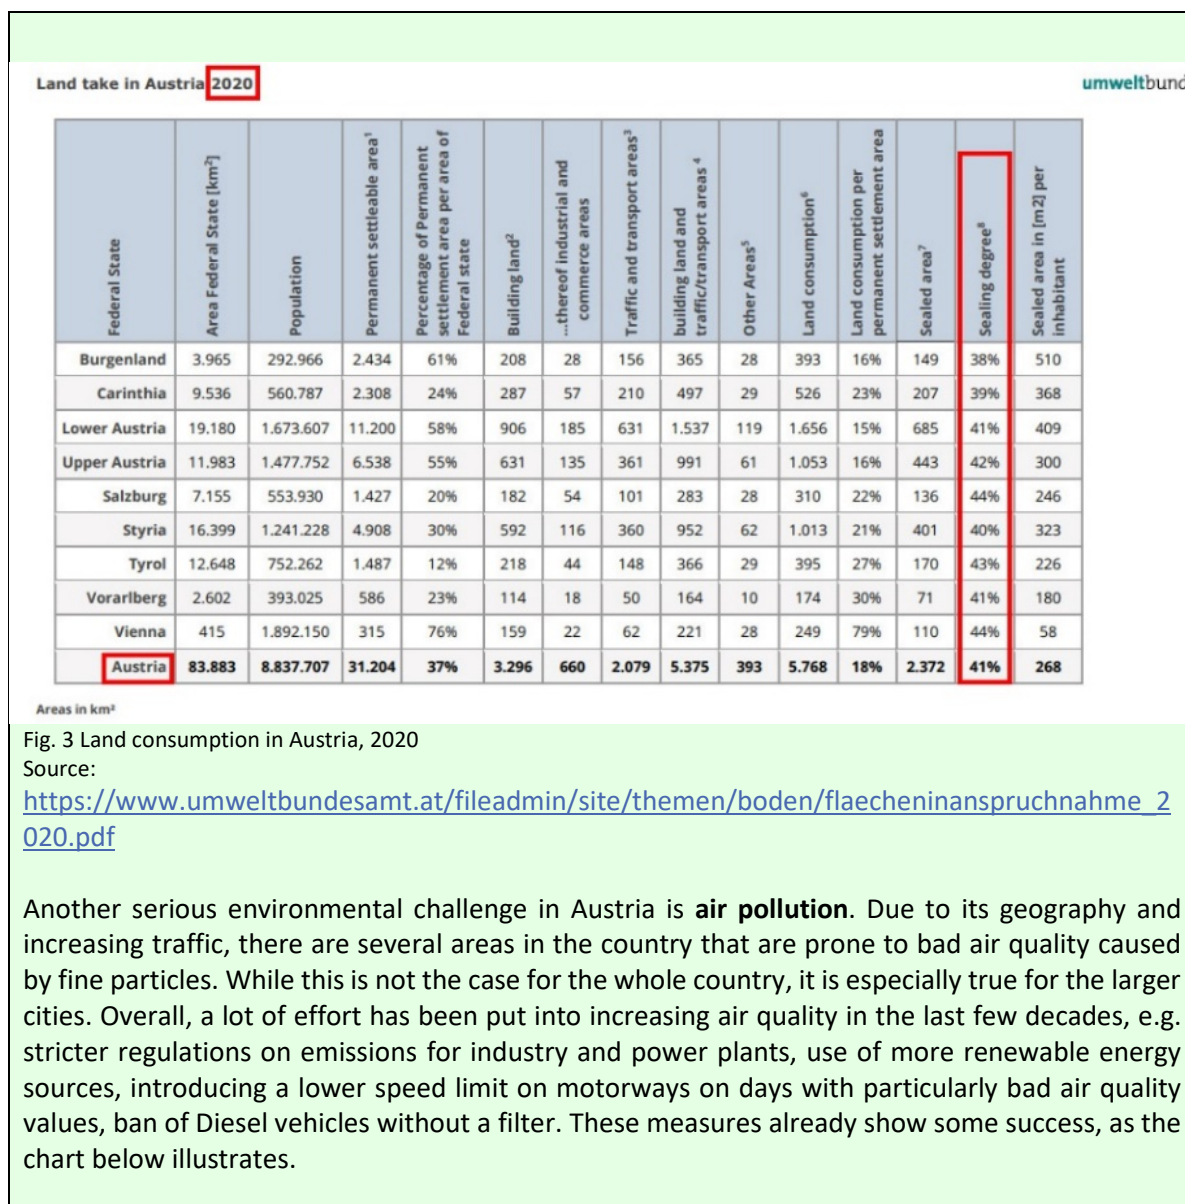 Land take in Austria 2020
umweltbund
Federal State | Area Federal State [km²] | Population | Permanent settleable area¹ | Percentage of Permanent settlement area per area of Federal state | Building land² | ...thereof industrial and commerce areas | Traffic and transport areas³ | building land and traffic/transport areas ⁴ | Other Areas⁵ | Land consumption⁶ | Land consumption per permanent settlement area | Sealed area⁷ | Sealing degree⁸ | Sealed area in [m2] per inhabitant
Burgenland 3.965 292.966 2.434 61% 208 28 156 365 28 393 16% 149 38% 510
Carinthia 9.536 560.787 2.308 24% 287 57 210 497 29 526 23% 207 39% 368
Lower Austria 19.180 1.673.607 11.200 58% 906 185 631 1.537 119 1.656 15% 685 41% 409
Upper Austria 11.983 1.477.752 6.538 55% 631 135 361 991 61 1.053 16% 443 42% 300
Salzburg 7.155 553.930 1.427 20% 182 54 101 283 28 310 22% 136 44% 246
Styria 16.399 1.241.228 4.908 30% 592 116 360 952 62 1.013 21% 401 40% 323
Tyrol 12.648 752.262 1.487 12% 218 44 148 366 29 395 27% 170 43% 226
Vorarlberg 2.602 393.025 586 23% 114 18 50 164 10 174 30% 71 41% 180
Vienna 415 1.892.150 315 76% 159 22 62 221 28 249 79% 110 44% 58
Austria 83.883 8.837.707 31.204 37% 3.296 660 2.079 5.375 393 5.768 18% 2.372 41% 268
Areas in km²
Fig. 3 Land consumption in Austria, 2020
Source:
https://www.umweltbundesamt.at/fileadmin/site/themen/boden/flaecheninanspruchnahme_2
020.pdf
Another serious environmental challenge in Austria is air pollution. Due to its geography and
increasing traffic, there are several areas in the country that are prone to bad air quality caused
by fine particles. While this is not the case for the whole country, it is especially true for the larger
cities. Overall, a lot of effort has been put into increasing air quality in the last few decades, e.g.
stricter regulations on emissions for industry and power plants, use of more renewable energy
sources, introducing a lower speed limit on motorways on days with particularly bad air quality
values, ban of Diesel vehicles without a filter. These measures already show some success, as the
chart below illustrates.